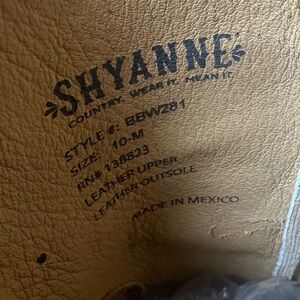 SHYANNE
COUNTRY. WEAR IT. MEAN IT.
STYLE #: BBW281
SIZE: 10-M
RN# 138823
LEATHER UPPER
LEATHER OUTSOLE
MADE IN MEXICO